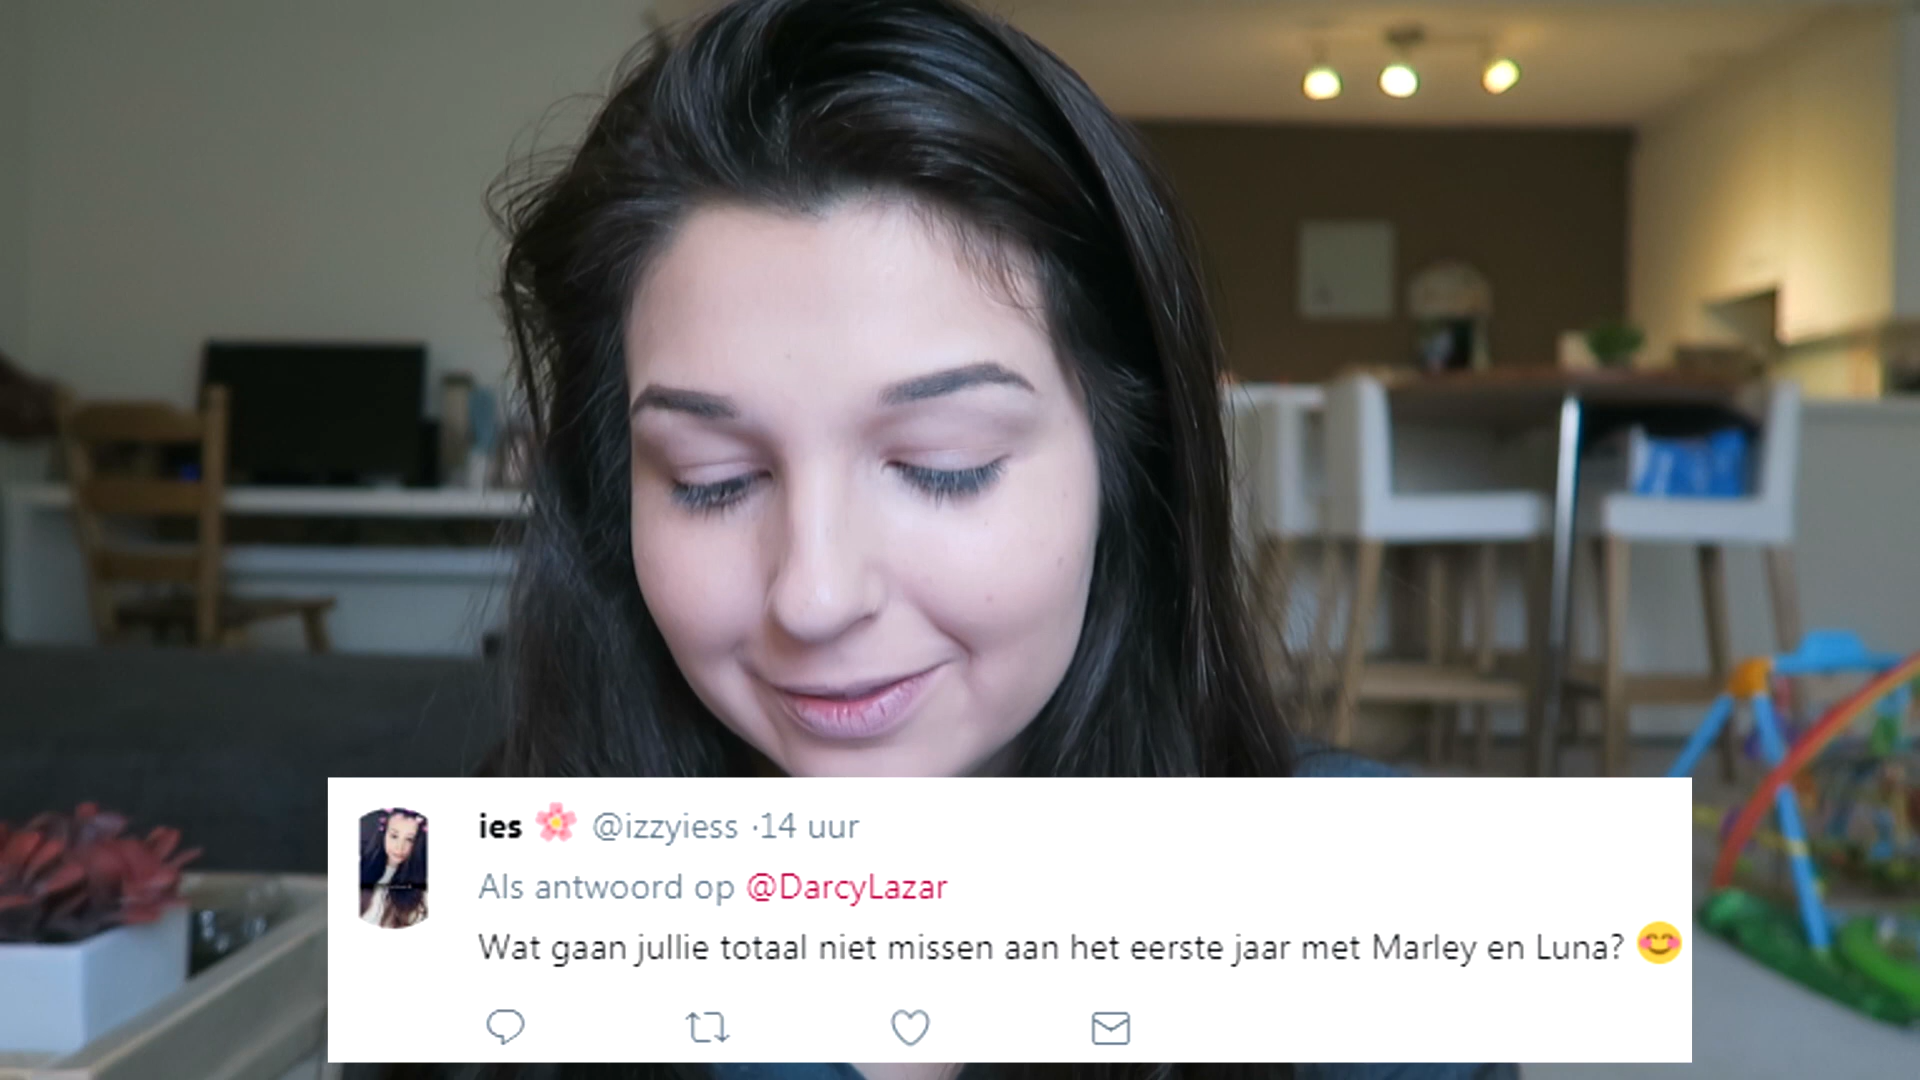 ies 🌸 @izzyiess ·14 uur
Als antwoord op @DarcyLazar
Wat gaan jullie totaal niet missen aan het eerste jaar met Marley en Luna? 😊